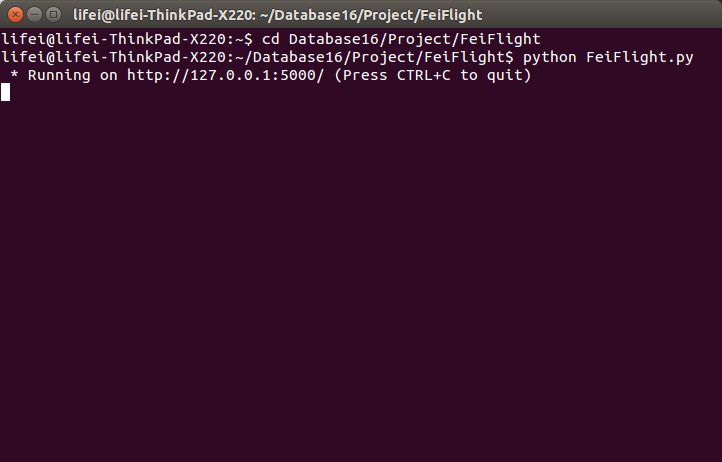 lifei@lifei-ThinkPad-X220: ~/Database16/Project/FeiFlight
lifei@lifei-ThinkPad-X220:~$ cd Database16/Project/FeiFlight
lifei@lifei-ThinkPad-X220:~/Database16/Project/FeiFlight$ python FeiFlight.py
 * Running on http://127.0.0.1:5000/ (Press CTRL+C to quit)